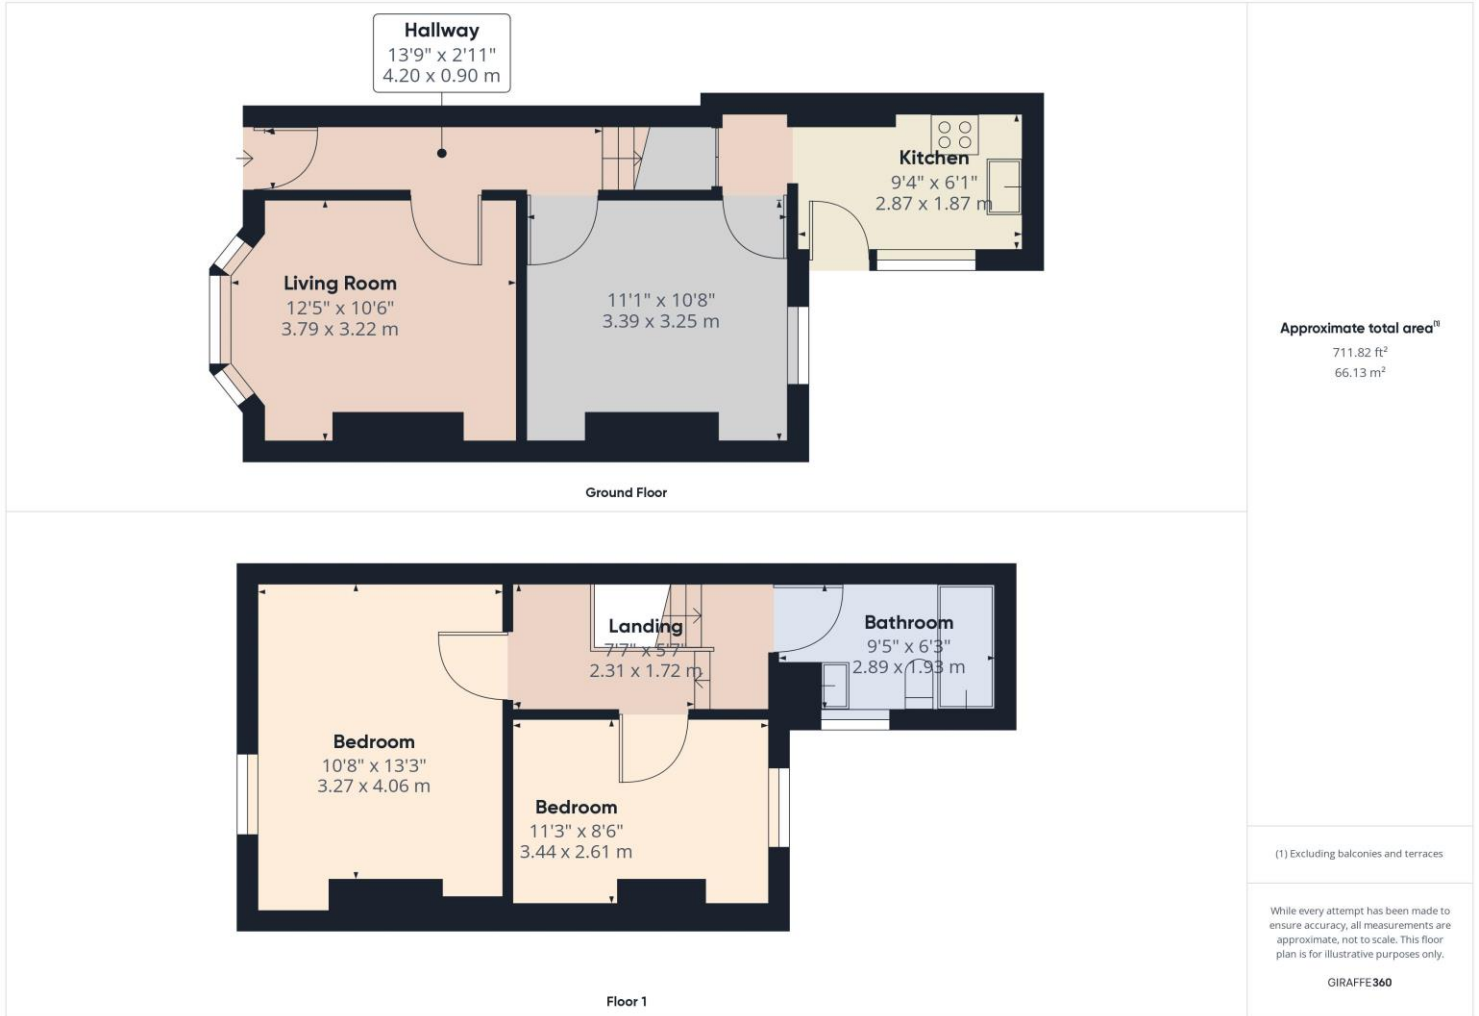 Hallway
13'9" x 2'11"
4.20 x 0.90 m
Kitchen
9'4" x 6'1"
2.87 x 1.87 m
Living Room
12'5" x 10'6"
3.79 x 3.22 m
11'1" x 10'8"
3.39 x 3.25 m
Ground Floor
Landing
7'7" x 5'7"
2.31 x 1.72 m
Bathroom
9'5" x 6'3"
2.89 x 1.93 m
Bedroom
10'8" x 13'3"
3.27 x 4.06 m
Bedroom
11'3" x 8'6"
3.44 x 2.61 m
Floor 1
Approximate total area(1)
711.82 ft²
66.13 m²
(1) Excluding balconies and terraces
While every attempt has been made to
ensure accuracy, all measurements are
approximate, not to scale. This floor
plan is for illustrative purposes only.
GIRAFFE360